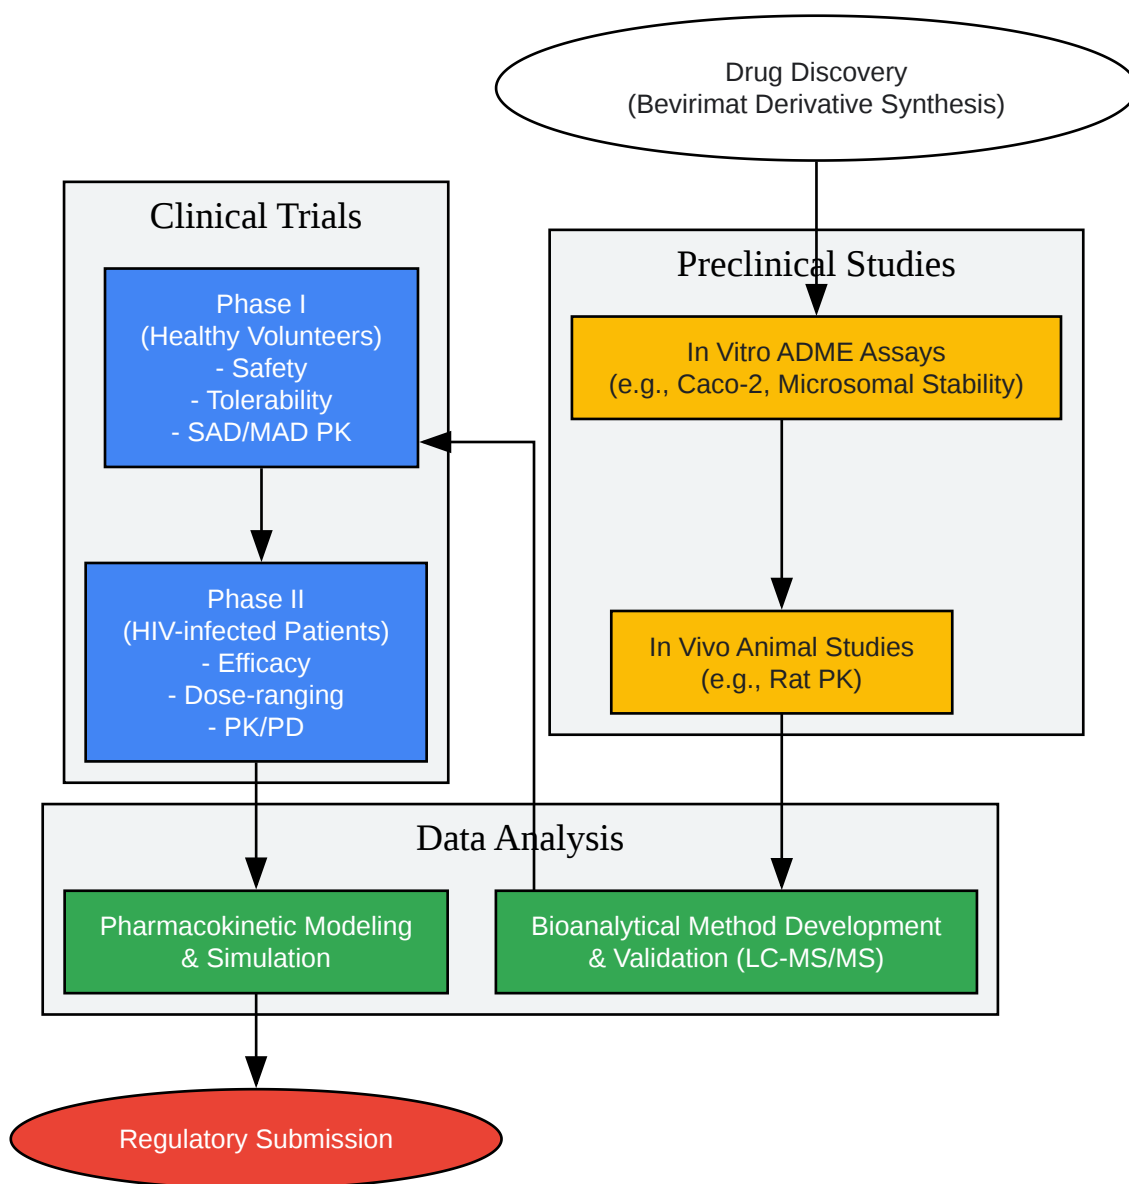 Drug Discovery
(Bevirimat Derivative Synthesis)
Clinical Trials
Phase I
(Healthy Volunteers)
- Safety
- Tolerability
- SAD/MAD PK
Phase II
(HIV-infected Patients)
- Efficacy
- Dose-ranging
- PK/PD
Preclinical Studies
In Vitro ADME Assays
(e.g., Caco-2, Microsomal Stability)
In Vivo Animal Studies
(e.g., Rat PK)
Data Analysis
Pharmacokinetic Modeling
& Simulation
Bioanalytical Method Development
& Validation (LC-MS/MS)
Regulatory Submission